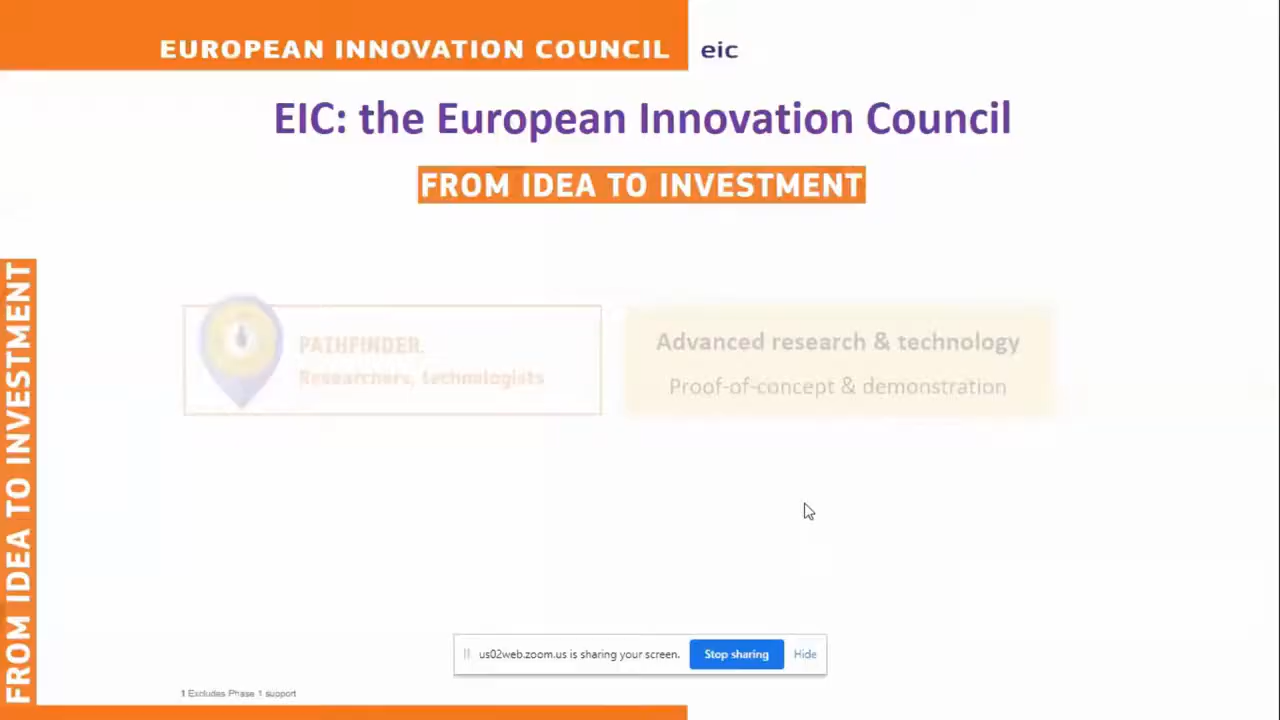 EUROPEAN INNOVATION COUNCIL eic
EIC: the European Innovation Council
FROM IDEA TO INVESTMENT
FROM IDEA TO INVESTMENT
PATHFINDER.
Researchers, technologists
Advanced research & technology
Proof-of-concept & demonstration
us02web.zoom.us is sharing your screen. Stop sharing Hide
1 Excludes Phase 1 support